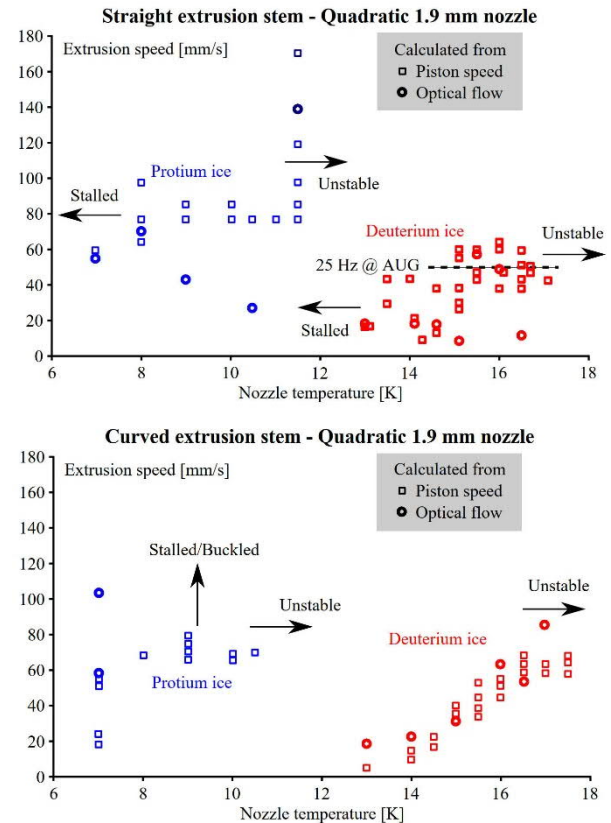 Straight extrusion stem - Quadratic 1.9 mm nozzle
180
Extrusion speed [mm/s]
Calculated from
Piston speed
Optical flow
160
140
120
Protium ice
Unstable
100
Stalled
80
Deuterium ice
Unstable
60
25 Hz @ AUG
40
Stalled
20
0
6
8
10
12
14
16
18
Nozzle temperature [K]
Curved extrusion stem - Quadratic 1.9 mm nozzle
180
Extrusion speed [mm/s]
Calculated from
Piston speed
Optical flow
160
140
Stalled/Buckled
120
Unstable
Unstable
100
80
Deuterium ice
60
Protium ice
40
20
0
6
8
10
12
14
16
18
Nozzle temperature [K]